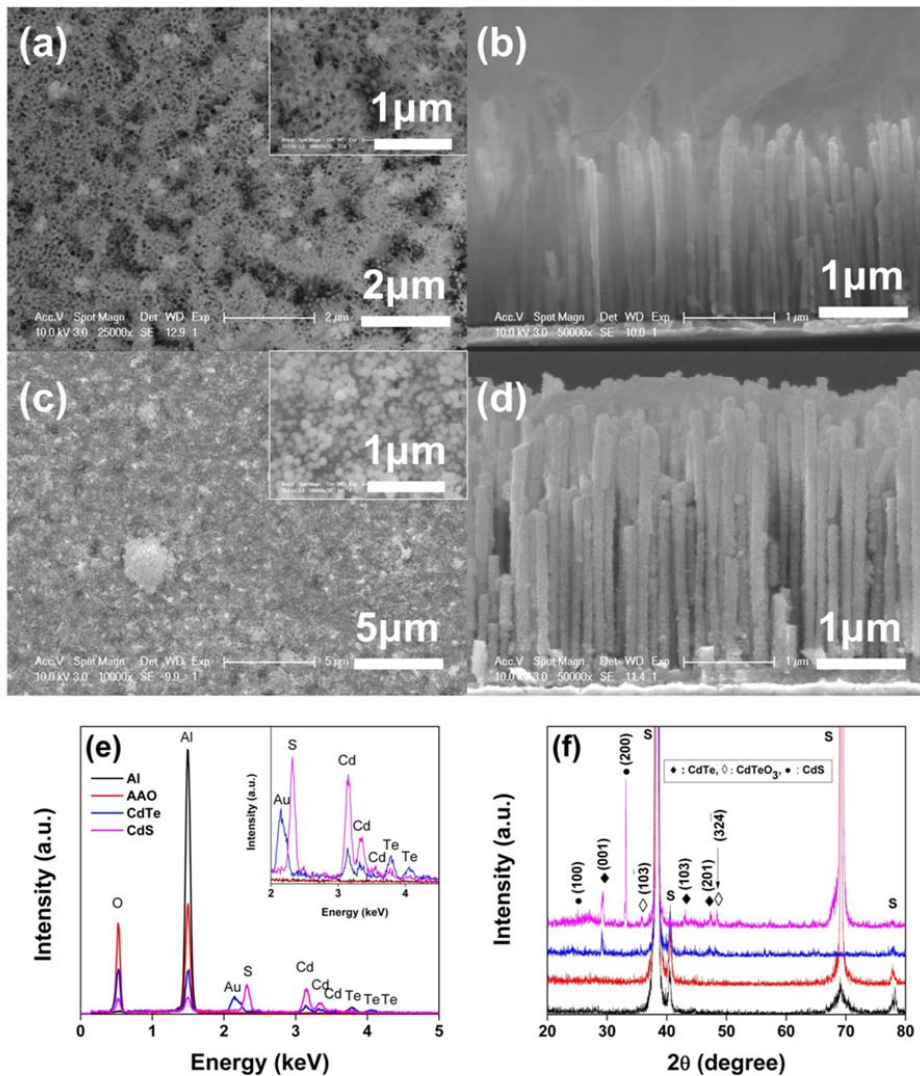 (a)
1μm
2μm
Acc.V Spot Magn Det WD Exp
10.0 kV 3.0 25000x SE 12.9 1
2 μm
(b)
1μm
Acc.V Spot Magn Det WD Exp
10.0 kV 3.0 50000x SE 10.0 1
1 μm
(c)
1μm
5μm
Acc.V Spot Magn Det WD Exp
10.0 kV 3.0 10000x SE 9.9 1
5 μm
(d)
1μm
Acc.V Spot Magn Det WD Exp
10.0 kV 3.0 50000x SE 11.4 1
1 μm
(e)
Al
AAO
CdTe
CdS
O
Al
Au
S
Cd
Cd
Cd
Te
Te
Te
Intensity (a.u.)
0 1 2 3 4 5
Energy (keV)
Intensity (a.u.)
Au
S
Cd
Cd
Cd
Te
Te
2 3 4
Energy (keV)
(f)
S
S
♦ : CdTe, ◊ : CdTeO3, ● : CdS
● (100)
♦ (001)
● (200)
◊ (103)
S
♦ (103)
♦ (201)
◊ (3̄2̄4)
S
Intensity (a.u.)
20 30 40 50 60 70 80
2θ (degree)